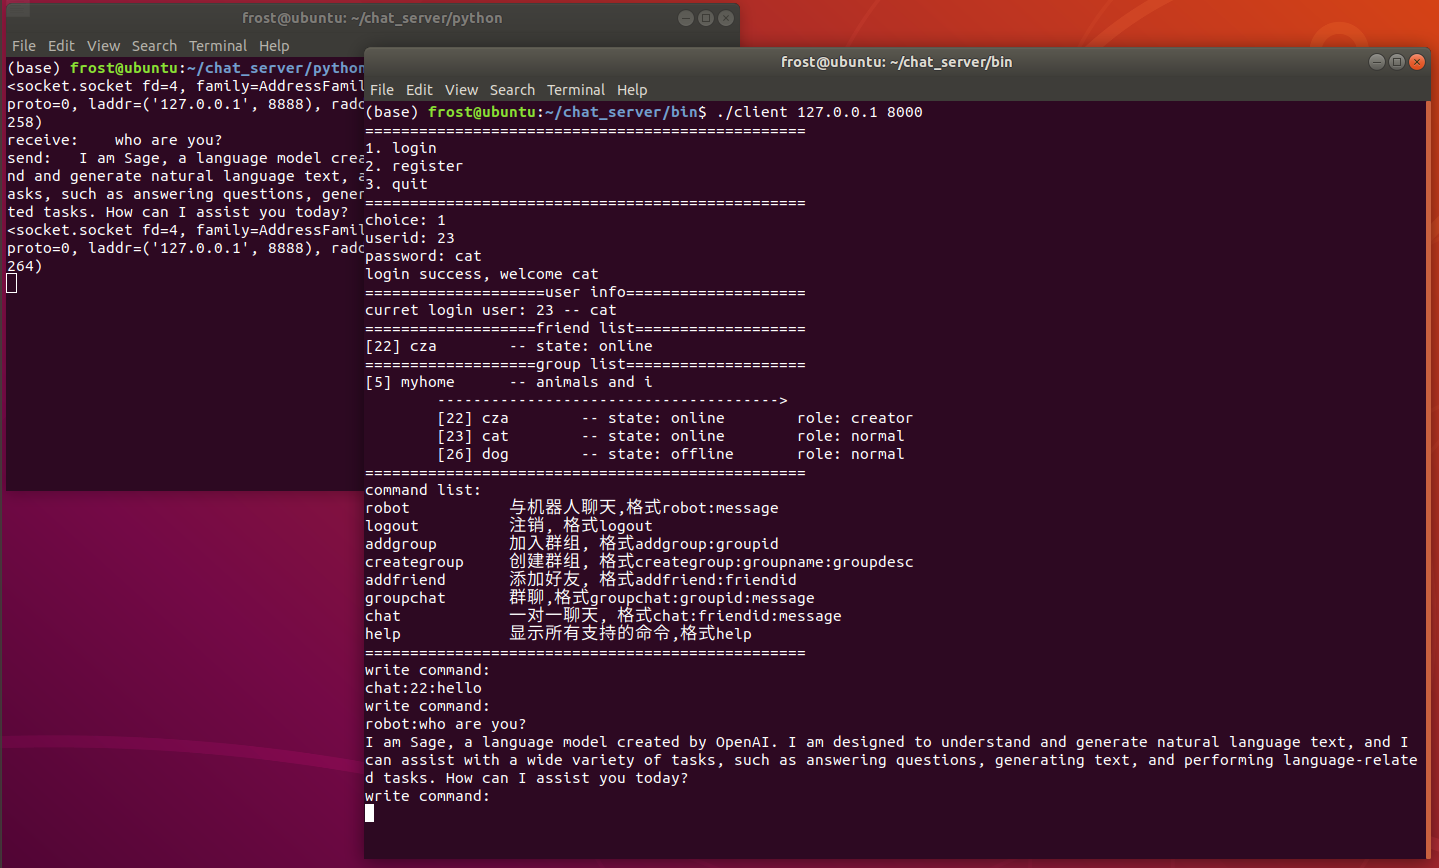 frost@ubuntu: ~/chat_server/python
File Edit View Search Terminal Help
(base) frost@ubuntu:~/chat_server/python
<socket.socket fd=4, family=AddressFamil
proto=0, laddr=('127.0.0.1', 8888), radd
258)
receive:    who are you?
send:   I am Sage, a language model crea
nd and generate natural language text, a
asks, such as answering questions, gener
ted tasks. How can I assist you today?
<socket.socket fd=4, family=AddressFamil
proto=0, laddr=('127.0.0.1', 8888), radd
264)
frost@ubuntu: ~/chat_server/bin
File Edit View Search Terminal Help
(base) frost@ubuntu:~/chat_server/bin$ ./client 127.0.0.1 8000
=================================================
1. login
2. register
3. quit
=================================================
choice: 1
userid: 23
password: cat
login success, welcome cat
====================user info====================
curret login user: 23 -- cat
===================friend list===================
[22] cza        -- state: online
===================group list====================
[5] myhome      -- animals and i
        -------------------------------------->
        [22] cza        -- state: online        role: creator
        [23] cat        -- state: online        role: normal
        [26] dog        -- state: offline       role: normal
=================================================
command list:
robot           与机器人聊天,格式robot:message
logout          注销, 格式logout
addgroup        加入群组, 格式addgroup:groupid
creategroup     创建群组, 格式creategroup:groupname:groupdesc
addfriend       添加好友, 格式addfriend:friendid
groupchat       群聊,格式groupchat:groupid:message
chat            一对一聊天, 格式chat:friendid:message
help            显示所有支持的命令,格式help
=================================================
write command:
chat:22:hello
write command:
robot:who are you?
I am Sage, a language model created by OpenAI. I am designed to understand and generate natural language text, and I
can assist with a wide variety of tasks, such as answering questions, generating text, and performing language-relate
d tasks. How can I assist you today?
write command: